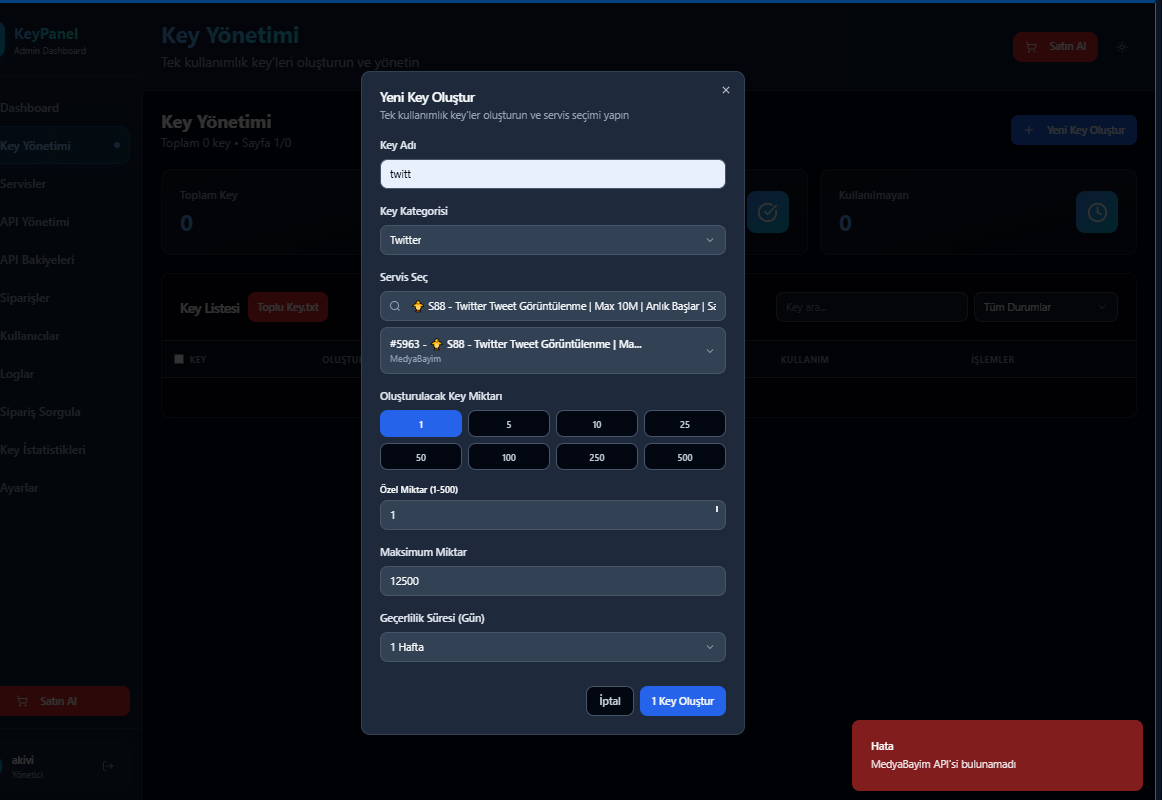 KeyPanel
Admin Dashboard
Dashboard
Key Yönetimi
Servisler
API Yönetimi
API Bakiyeleri
Siparişler
Kullanıcılar
Loglar
Sipariş Sorgula
Key İstatistikleri
Ayarlar
Satın Al
akivi
Yönetici
Key Yönetimi
Tek kullanımlık key'leri oluşturun ve yönetin
Satın Al
Key Yönetimi
Toplam 0 key • Sayfa 1/0
+ Yeni Key Oluştur
Toplam Key
0
Kullanılmayan
0
Key Listesi
Toplu Key.txt
Key ara...
Tüm Durumlar
KEY
KULLANIM
İŞLEMLER
Yeni Key Oluştur
Tek kullanımlık key'ler oluşturun ve servis seçimi yapın
Key Adı
twitt
Key Kategorisi
Twitter
Servis Seç
S88 - Twitter Tweet Görüntülenme | Max 10M | Anlık Başlar |
#5963 - S88 - Twitter Tweet Görüntülenme | Ma...
MedyaBayim
Oluşturulacak Key Miktarı
1 5 10 25
50 100 250 500
Özel Miktar (1-500)
1
Maksimum Miktar
12500
Geçerlilik Süresi (Gün)
1 Hafta
İptal
1 Key Oluştur
Hata
MedyaBayim API'si bulunamadı